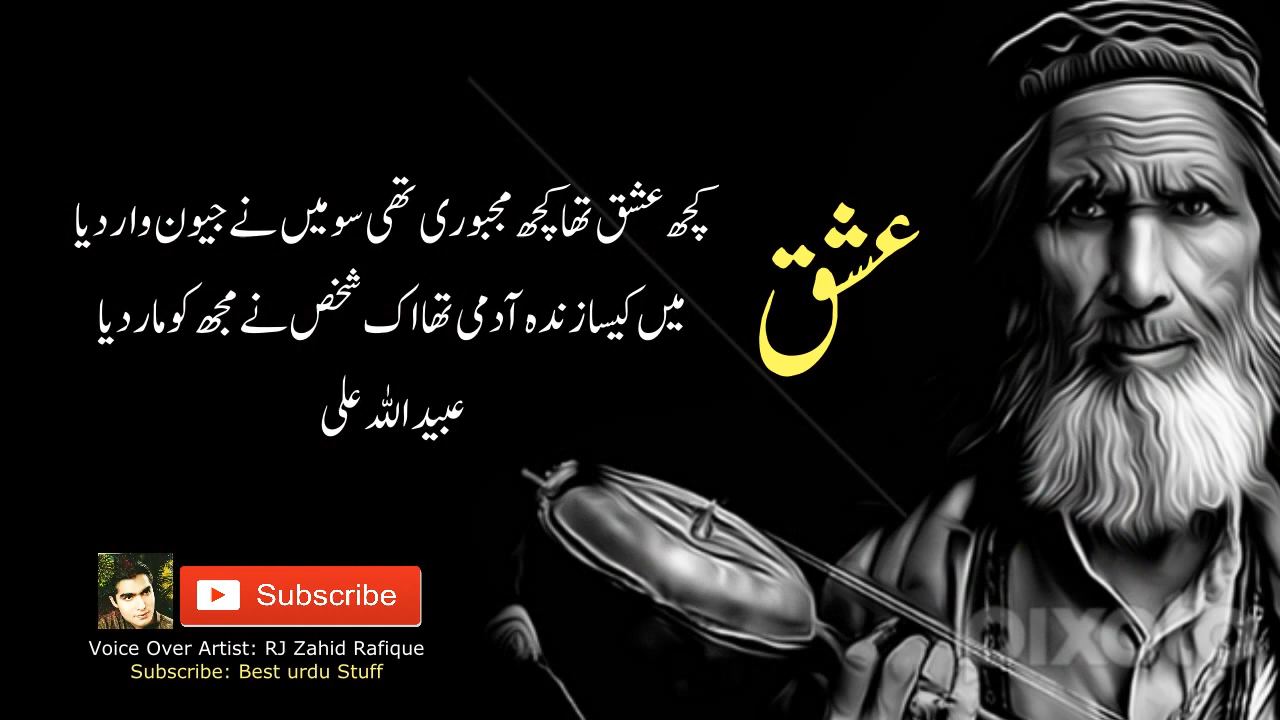 عشق
کچھ عشق تھا کچھ مجبوری تھی سو میں نے جیون وار دیا
میں کیسا زندہ آدمی تھا اک شخص نے مجھ کو مار دیا
عبید اللہ علی
Subscribe
Voice Over Artist: RJ Zahid Rafique
Subscribe: Best urdu Stuff